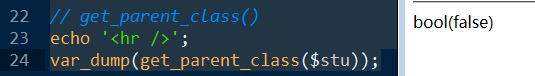 22 // get_parent_class()
23 echo '<hr />';
24 var_dump(get_parent_class($stu));
bool(false)